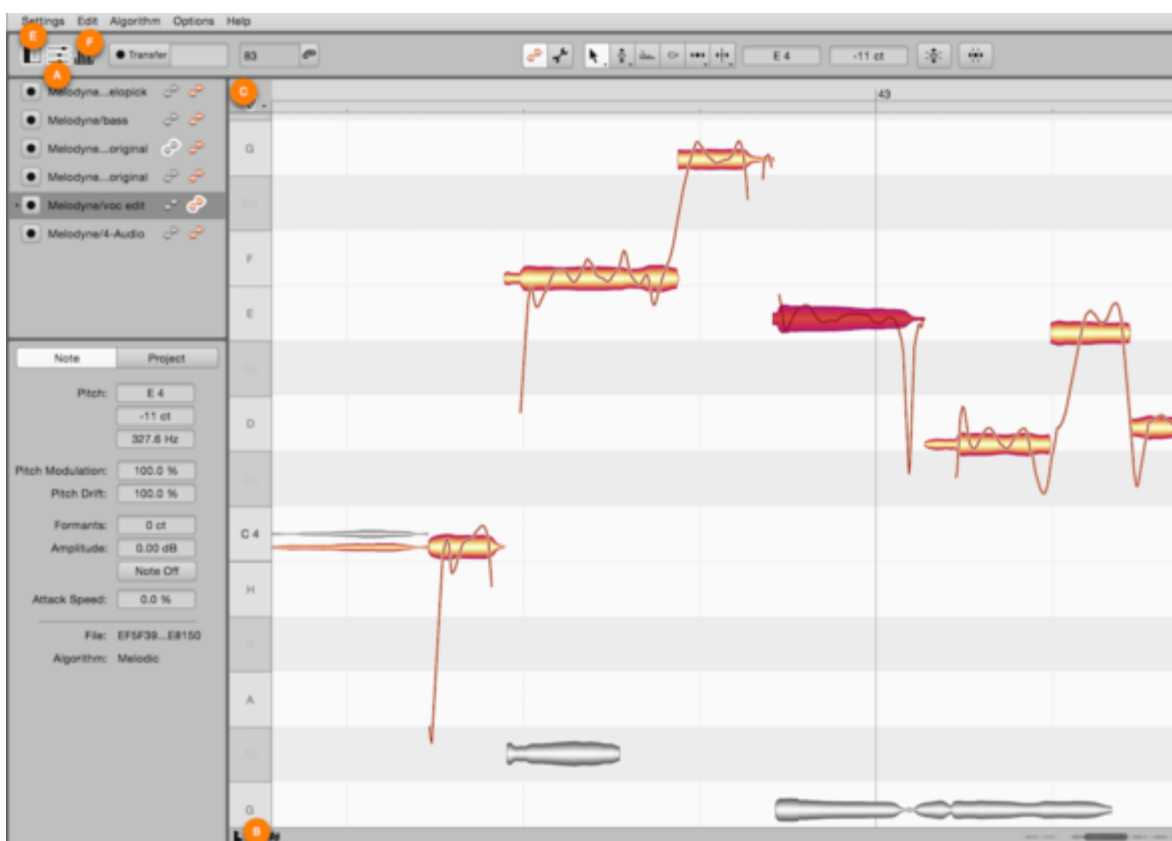 Settings Edit Algorithm Options Help
E
F
Transfer
83
E 4
-11 ct
A
C
43
Melodyne...elopick
Melodyne/bass
Melodyne...original
Melodyne...original
Melodyne/voc edit
Melodyne/4-Audio
G
F
E
D
C 4
H
A
G
Note Project
Pitch: E 4
-11 ct
327.6 Hz
Pitch Modulation: 100.0 %
Pitch Drift: 100.0 %
Formants: 0 ct
Amplitude: 0.00 dB
Note Off
Attack Speed: 0.0 %
File: EF5F39...E8150
Algorithm: Melodic
B